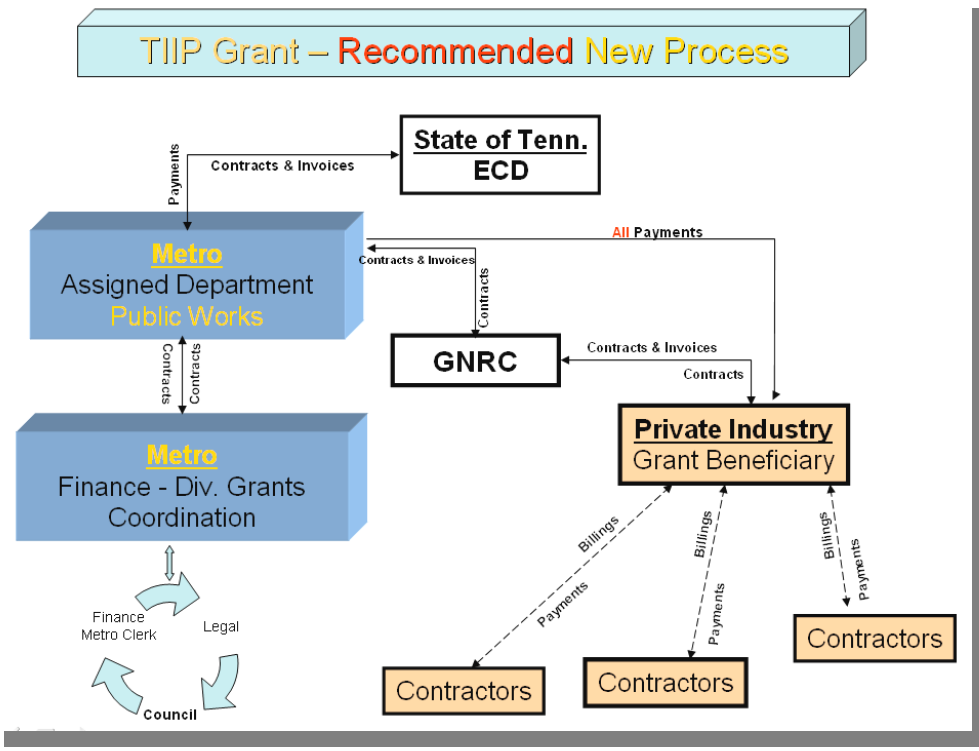 TIIP Grant – Recommended New Process
State of Tenn.
ECD
Payments
Contracts & Invoices
Metro
Assigned Department
Public Works
All Payments
Contracts & Invoices
Contracts
GNRC
Contracts & Invoices
Contracts
Contracts
Contracts
Private Industry
Grant Beneficiary
Metro
Finance - Div. Grants
Coordination
Billings
Payments
Billings
Payments
Billings
Payments
Finance
Metro Clerk
Legal
Council
Contractors
Contractors
Contractors